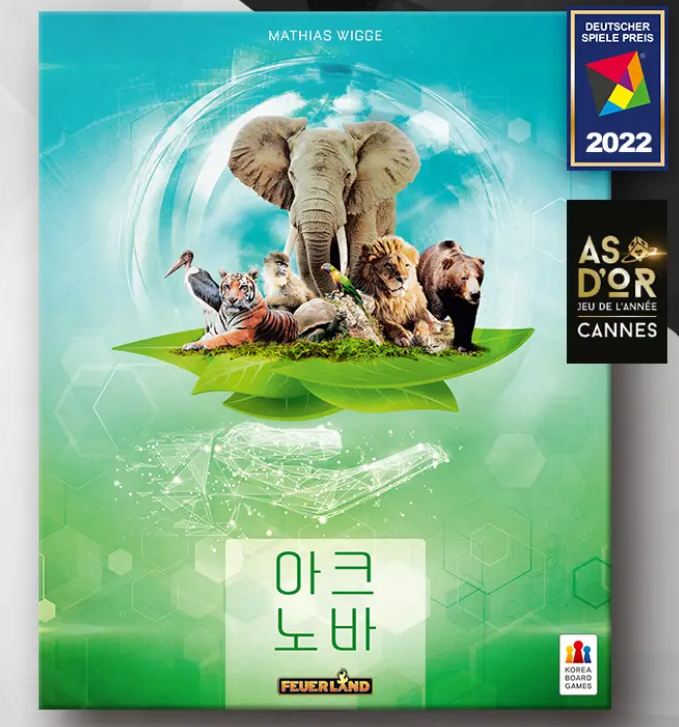 MATHIAS WIGGE
DEUTSCHER
SPIELE PREIS
2022
AS
D'OR
JEU DE L'ANNÉE
CANNES
아크
노바
FEUERLAND
KOREA
BOARD
GAMES